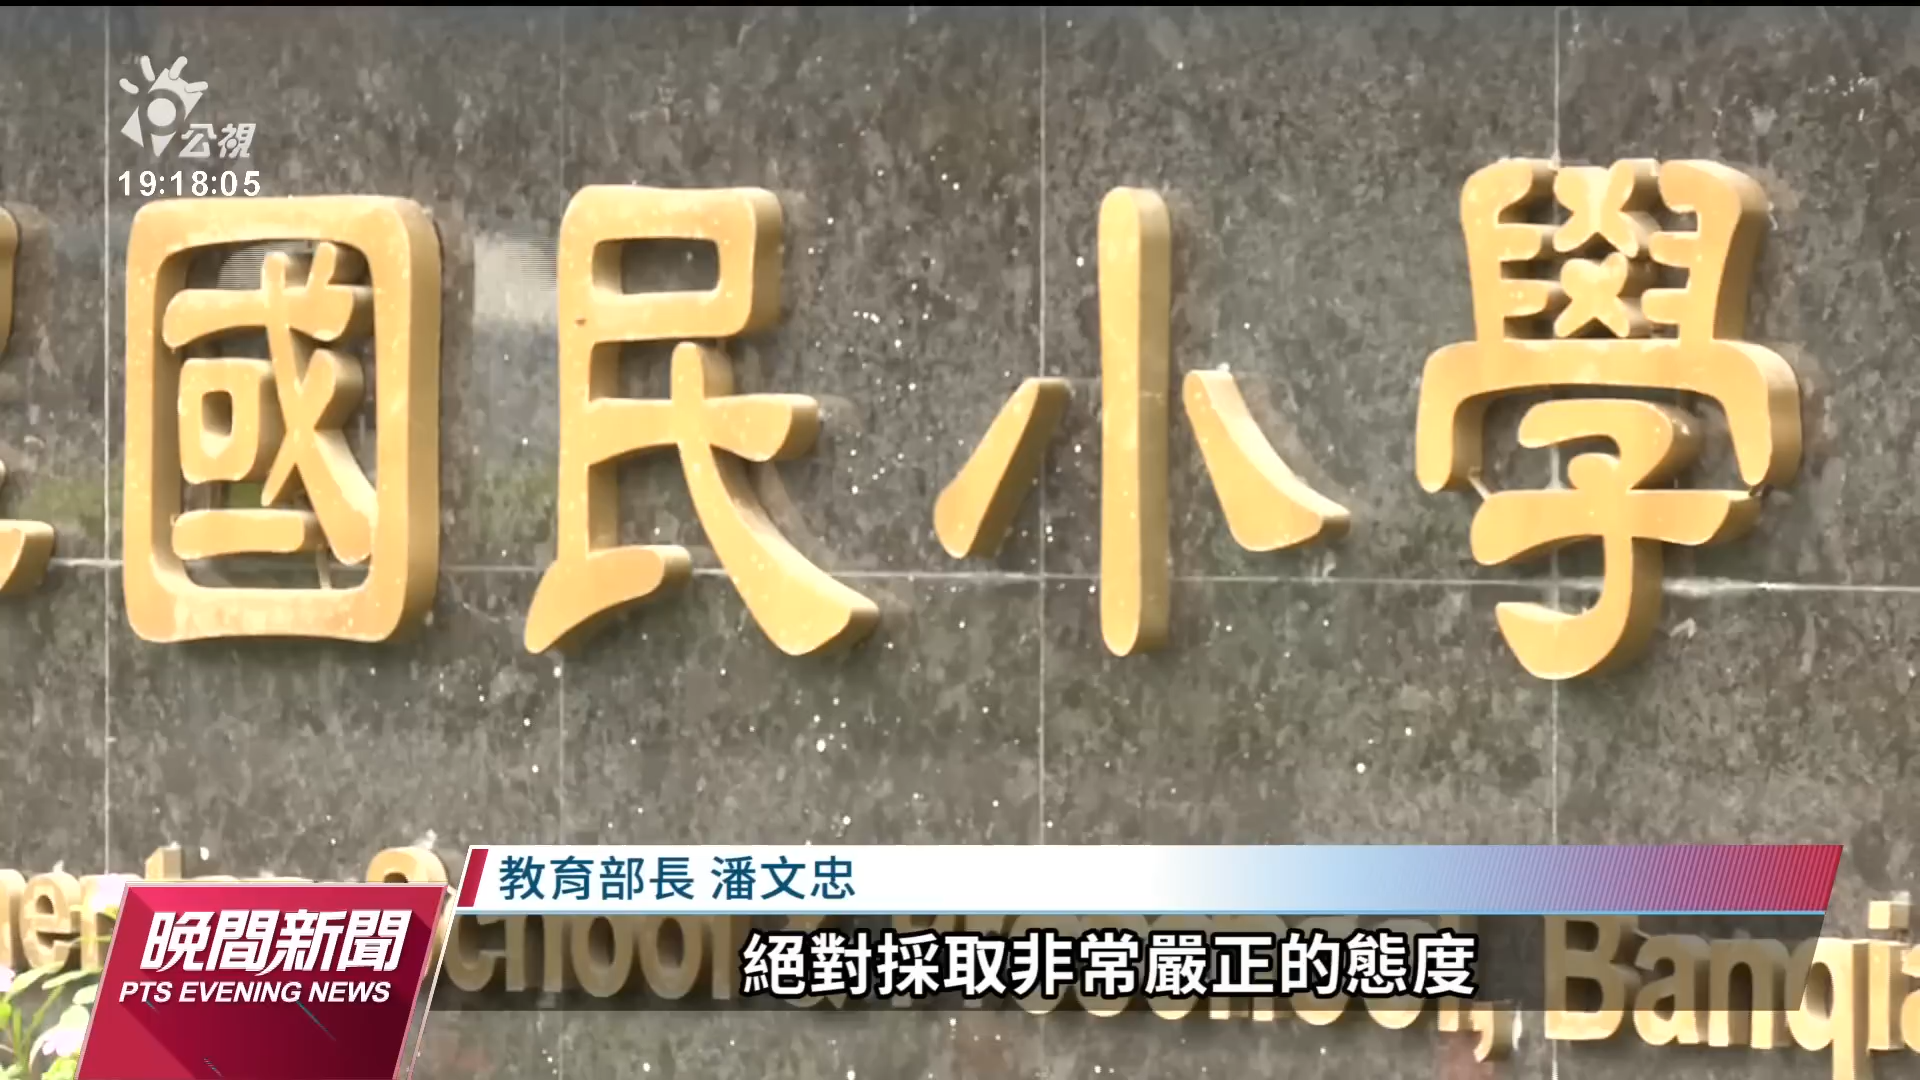 公視
19:18:05
國民小學
教育部長 潘文忠
晚間新聞
PTS EVENING NEWS
絕對採取非常嚴正的態度